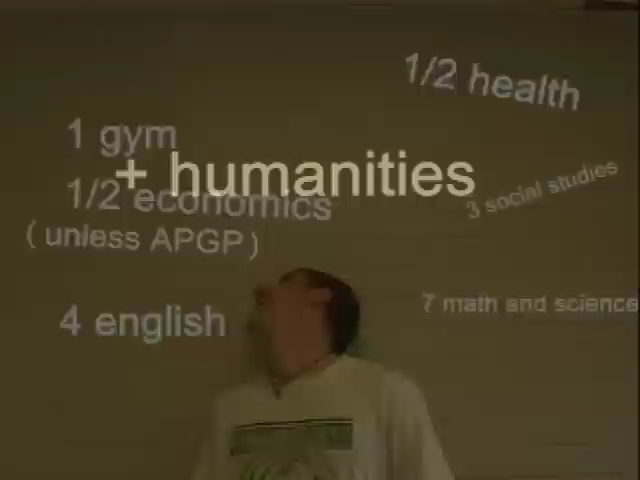 1/2 health
1 gym
+ humanities
1/2 economics
3 social studies
( unless APGP )
7 math and science
4 english